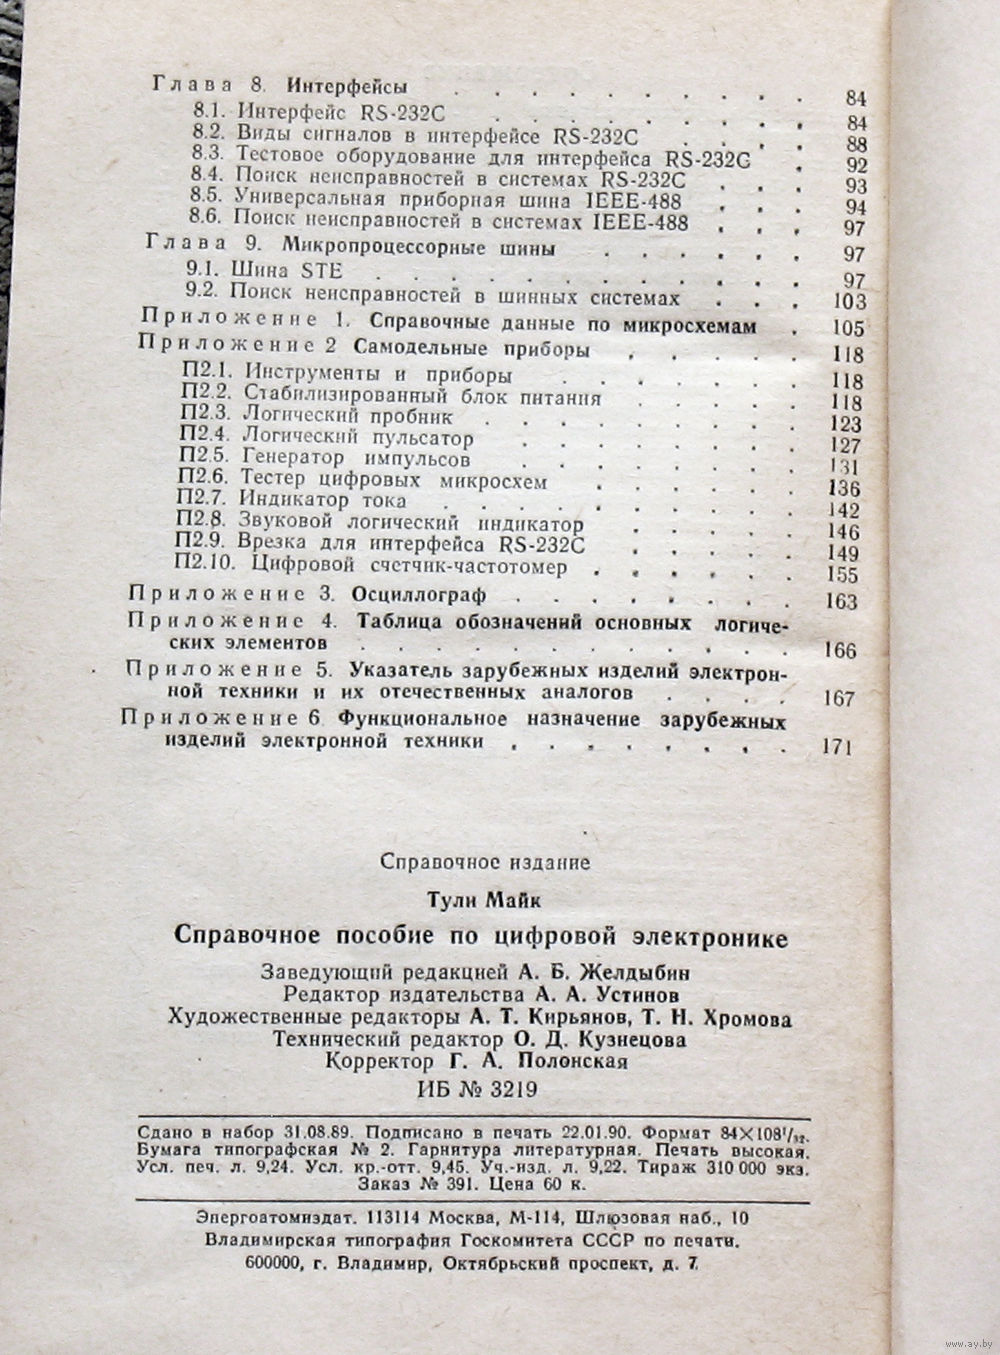 Глава 8. Интерфейсы . . . . . . . . . . 84
8.1. Интерфейс RS-232C . . . . . . . . . 84
8.2. Виды сигналов в интерфейсе RS-232C . . . . 88
8.3. Тестовое оборудование для интерфейса RS-232C . 92
8.4. Поиск неисправностей в системах RS-232C . . . 93
8.5. Универсальная приборная шина IEEE-488 . . . 94
8.6. Поиск неисправностей в системах IEEE-488 . . . 97
Глава 9. Микропроцессорные шины . . . . . . 97
9.1. Шина STE . . . . . . . . . . . . 97
9.2. Поиск неисправностей в шинных системах . . . 103
Приложение 1. Справочные данные по микросхемам . 105
Приложение 2 Самодельные приборы . . . . . 118
П2.1. Инструменты и приборы . . . . . . . 118
П2.2. Стабилизированный блок питания . . . . . 118
П2.3. Логический пробник . . . . . . . . . 123
П2.4. Логический пульсатор . . . . . . . . 127
П2.5. Генератор импульсов . . . . . . . . 131
П2.6. Тестер цифровых микросхем . . . . . . 136
П2.7. Индикатор тока . . . . . . . . . . 142
П2.8. Звуковой логический индикатор . . . . . 146
П2.9. Врезка для интерфейса RS-232C . . . . . 149
П2.10. Цифровой счетчик-частотомер . . . . . . 155
Приложение 3. Осциллограф . . . . . . . . 163
Приложение 4. Таблица обозначений основных логиче-
ских элементов . . . . . . . . . . . . 166
Приложение 5. Указатель зарубежных изделий электрон-
ной техники и их отечественных аналогов . . . . 167
Приложение 6 Функциональное назначение зарубежных
изделий электронной техники . . . . . . . . 171
Справочное издание
Тули Майк
Справочное пособие по цифровой электронике
Заведующий редакцией А. Б. Желдыбин
Редактор издательства А. А. Устинов
Художественные редакторы А. Т. Кирьянов, Т. Н. Хромова
Технический редактор О. Д. Кузнецова
Корректор Г. А. Полонская
ИБ № 3219
Сдано в набор 31.08.89. Подписано в печать 22.01.90. Формат 84×108¹/₃₂.
Бумага типографская № 2. Гарнитура литературная. Печать высокая.
Усл. печ. л. 9,24. Усл. кр.-отт. 9,45. Уч.-изд. л. 9,22. Тираж 310 000 экз.
Заказ № 391. Цена 60 к.
Энергоатомиздат. 113114 Москва, М-114, Шлюзовая наб., 10
Владимирская типография Госкомитета СССР по печати.
600000, г. Владимир, Октябрьский проспект, д. 7.
www.ay.by